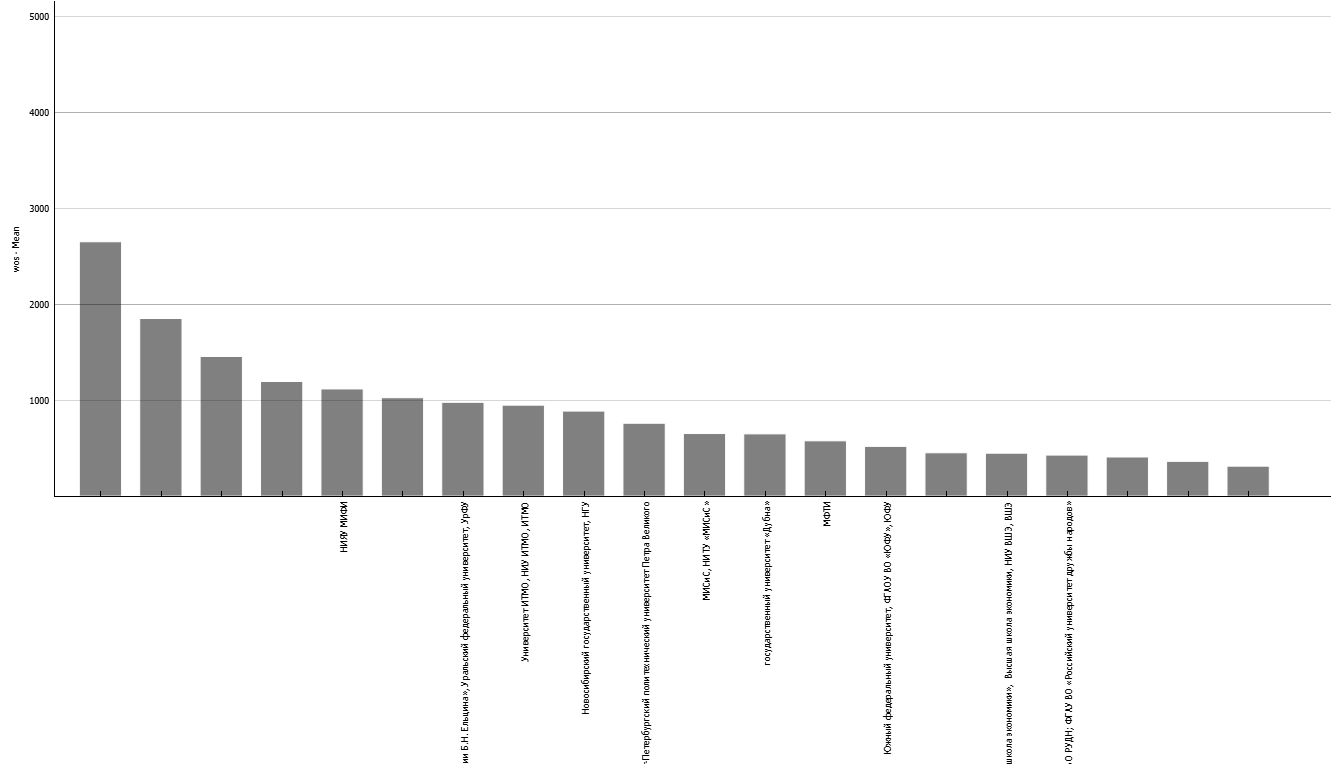 5000
4000
3000
2000
1000
wos - Mean
НИЯУ МИФИ
ии Б.Н. Ельцина», Уральский федеральный университет, УрФУ
Университет ИТМО, НИУ ИТМО, ИТМО
Новосибирский государственный университет, НГУ
-Петербургский политехнический университет Петра Великого
МИСиС, НИТУ «МИСиС»
государственный университет «Дубна»
МФТИ
Южный федеральный университет, ФГАОУ ВО «ЮФУ», ЮФУ
школа экономики», Высшая школа экономики, НИУ ВШЭ, ВШЭ
О РУДН; ФГАУ ВО «Российский университет дружбы народов»